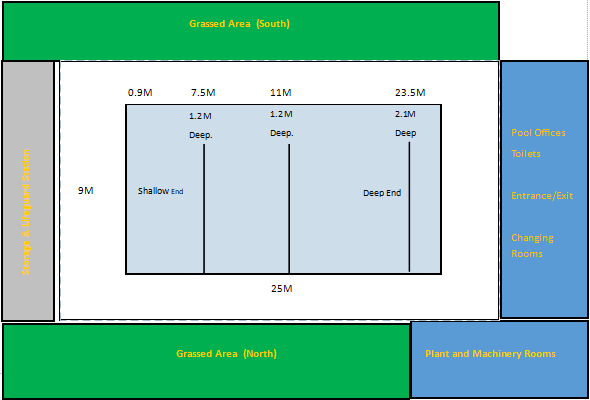 Grassed Area (South)
0.9M 7.5M 11M 23.5M
1.2M 1.2M 2.1M
Deep. Deep. Deep
Pool Offices
Toilets
9M
Shallow End
Deep End
Entrance/Exit
Changing
Rooms
25M
Grassed Area (North)
Plant and Machinery Rooms